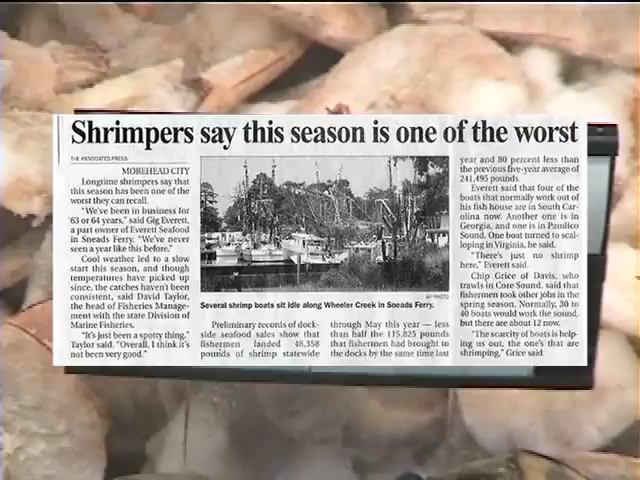 Shrimpers say this season is one of the worst
THE ASSOCIATED PRESS
MOREHEAD CITY
Longtime shrimpers say that
this season has been one of the
worst they can recall.
"We've been in business for
'63 or 64 years," said Gig Everett,
a part owner of Everett Seafood
in Sneads Ferry. "We've never
seen a year like this before."
Cool weather led to a slow
start this season, and though
temperatures have picked up
since, the catches haven't been
consistent, said David Taylor,
the head of Fisheries Manage-
ment with the state Division of
Marine Fisheries.
"It's just been a spotty thing,"
Taylor said. "Overall, I think it's
not been very good."
AP PHOTO
Several shrimp boats sit idle along Wheeler Creek in Sneads Ferry.
Preliminary records of dock-
side seafood sales show that
fishermen landed 48,358
pounds of shrimp statewide
through May this year — less
than half the 115,825 pounds
that fishermen had brought to
the docks by the same time last
year and 80 percent less than
the previous five-year average of
241,495 pounds.
Everett said that four of the
boats that normally work out of
his fish house are in South Car-
olina now. Another one is in
Georgia, and one is in Pamlico
Sound. One boat turned to scal-
loping in Virginia, he said.
"There's just no shrimp
here," Everett said.
Chip Grice of Davis, who
trawls in Core Sound, said that
fishermen took other jobs in the
spring season. Normally, 30 to
40 boats would work the sound,
but there are about 12 now.
"The scarcity of boats is help-
ing us out, the one's that are
shrimping," Grice said.